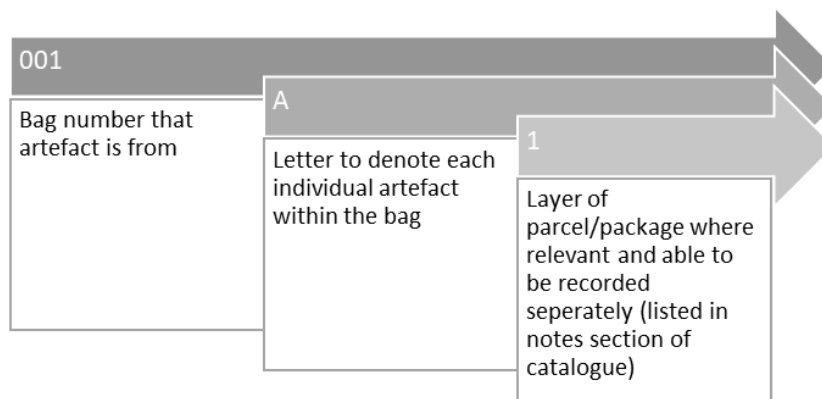 001
Bag number that
artefact is from
A
Letter to denote each
individual artefact
within the bag
1
Layer of
parcel/package where
relevant and able to
be recorded
seperately (listed in
notes section of
catalogue)